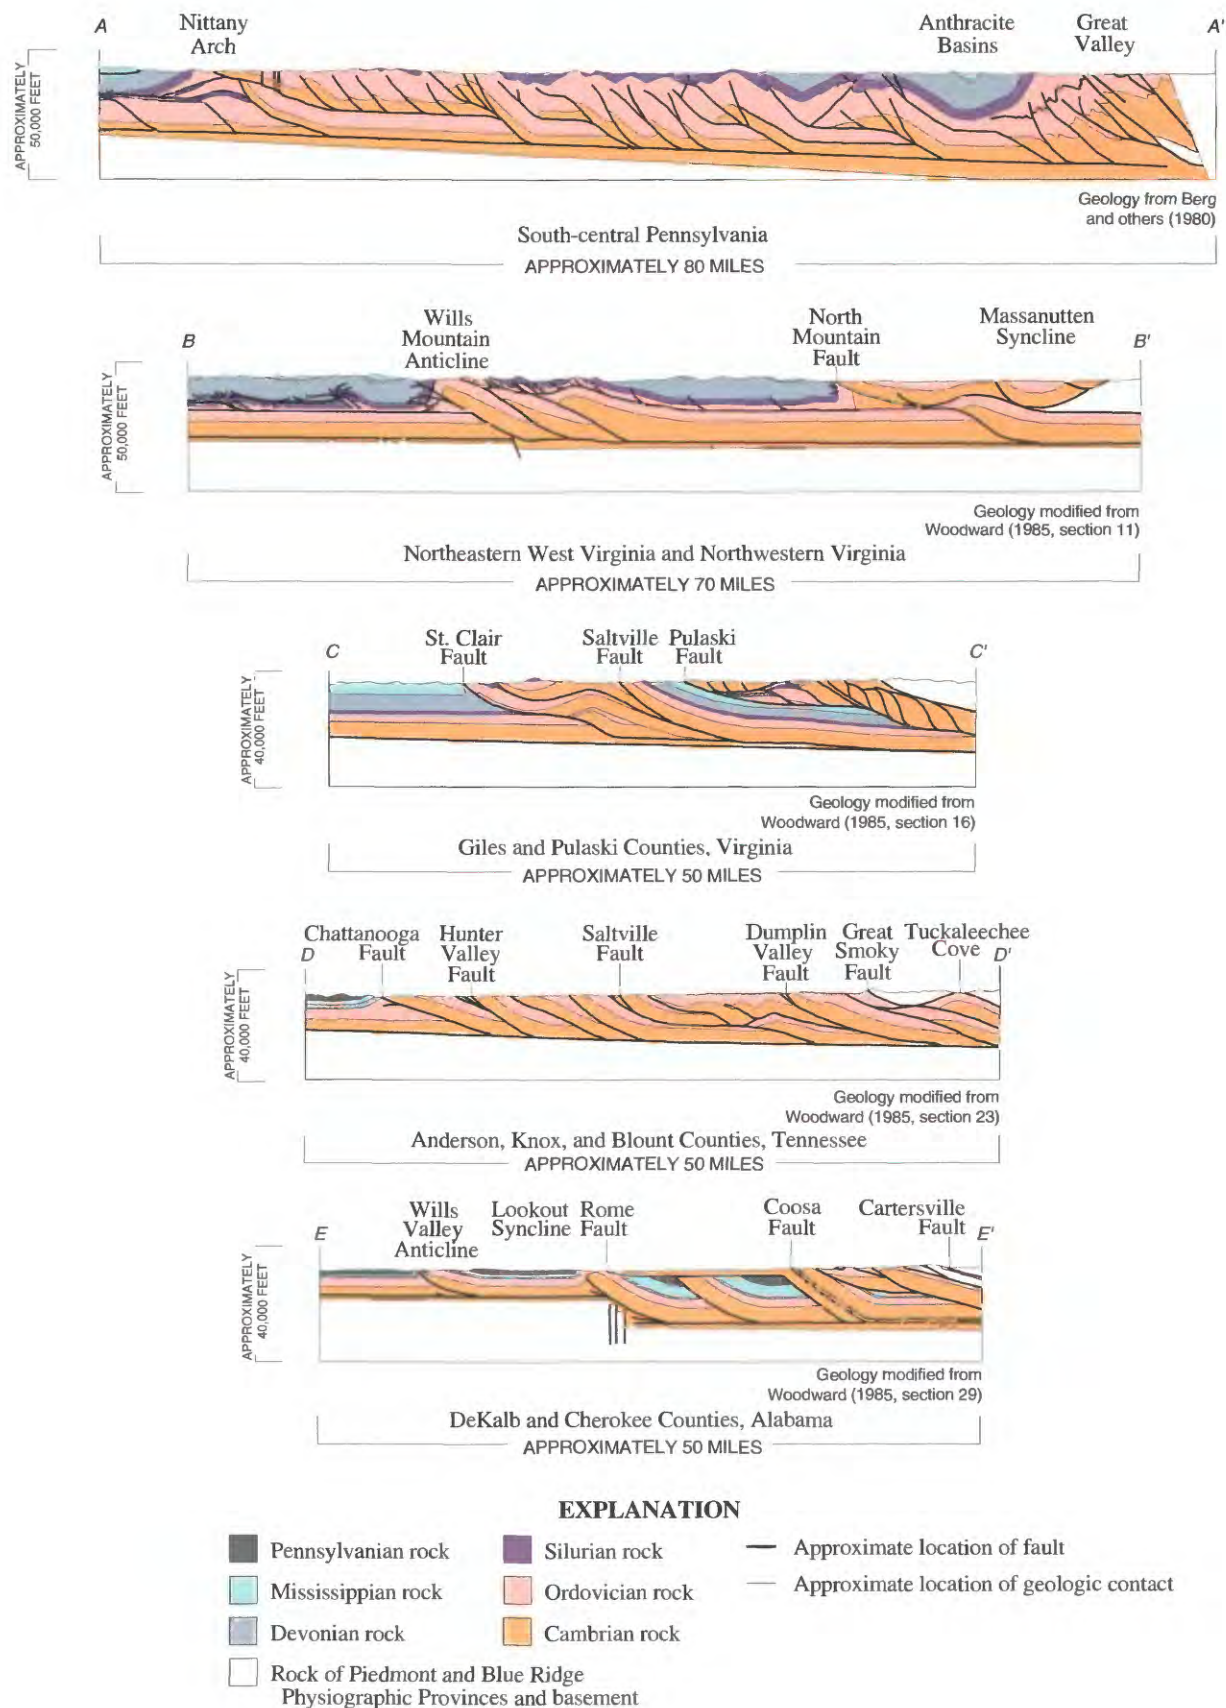 A
Nittany
Arch
Anthracite
Basins
Great
Valley
A'
APPROXIMATELY
50,000 FEET
Geology from Berg
and others (1980)
South-central Pennsylvania
APPROXIMATELY 80 MILES
B
Wills
Mountain
Anticline
North
Mountain
Fault
Massanutten
Syncline
B'
APPROXIMATELY
50,000 FEET
Geology modified from
Woodward (1985, section 11)
Northeastern West Virginia and Northwestern Virginia
APPROXIMATELY 70 MILES
C
St. Clair
Fault
Saltville
Fault
Pulaski
Fault
C'
APPROXIMATELY
40,000 FEET
Geology modified from
Woodward (1985, section 16)
Giles and Pulaski Counties, Virginia
APPROXIMATELY 50 MILES
Chattanooga
Fault
D
Hunter
Valley
Fault
Saltville
Fault
Dumplin
Valley
Fault
Great
Smoky
Fault
Tuckaleechee
Cove
D'
APPROXIMATELY
40,000 FEET
Geology modified from
Woodward (1985, section 23)
Anderson, Knox, and Blount Counties, Tennessee
APPROXIMATELY 50 MILES
E
Wills
Valley
Anticline
Lookout
Syncline
Rome
Fault
Coosa
Fault
Cartersville
Fault
E'
APPROXIMATELY
40,000 FEET
Geology modified from
Woodward (1985, section 29)
DeKalb and Cherokee Counties, Alabama
APPROXIMATELY 50 MILES
EXPLANATION
Pennsylvanian rock
Mississippian rock
Devonian rock
Rock of Piedmont and Blue Ridge
Physiographic Provinces and basement
Silurian rock
Ordovician rock
Cambrian rock
Approximate location of fault
Approximate location of geologic contact